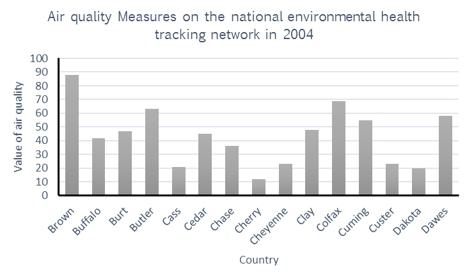 Air quality Measures on the national environmental health
tracking network in 2004
Value of air quality
100
90
80
70
60
50
40
30
20
10
0
Brown
Buffalo
Burt
Butler
Cass
Cedar
Chase
Cherry
Cheyenne
Clay
Colfax
Cuming
Custer
Dakota
Dawes
Country